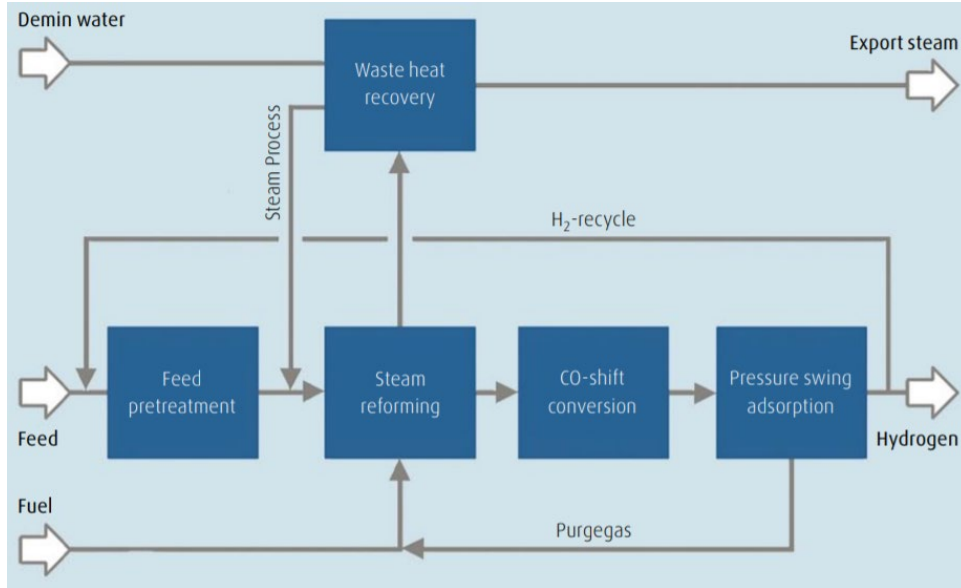 Demin water
Export steam
Waste heat
recovery
Steam Process
H₂-recycle
Feed
pretreatment
Steam
reforming
CO-shift
conversion
Pressure swing
adsorption
Feed
Hydrogen
Fuel
Purgegas